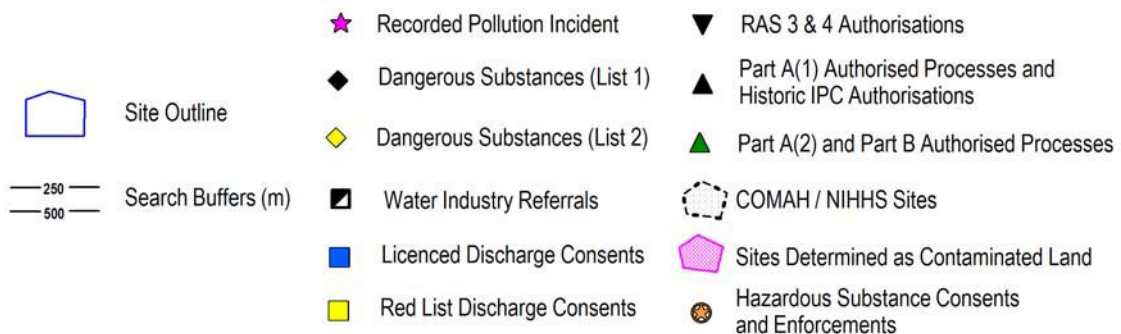 Site Outline
250
500
Search Buffers (m)
Recorded Pollution Incident
Dangerous Substances (List 1)
Dangerous Substances (List 2)
Water Industry Referrals
Licenced Discharge Consents
Red List Discharge Consents
RAS 3 & 4 Authorisations
Part A(1) Authorised Processes and
Historic IPC Authorisations
Part A(2) and Part B Authorised Processes
COMAH / NIHHS Sites
Sites Determined as Contaminated Land
Hazardous Substance Consents
and Enforcements